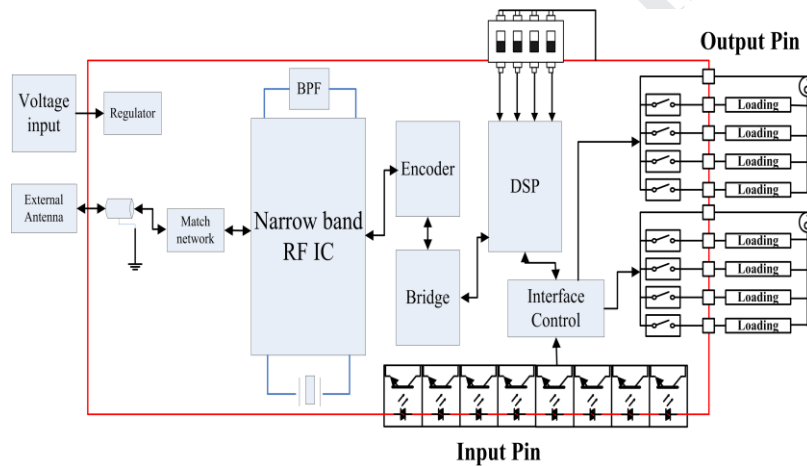 Output Pin
Voltage
input
Regulator
BPF
External
Antenna
Match
network
Narrow band
RF IC
Encoder
Bridge
DSP
Interface
Control
Loading
Loading
Loading
Loading
Loading
Loading
Loading
Loading
Input Pin